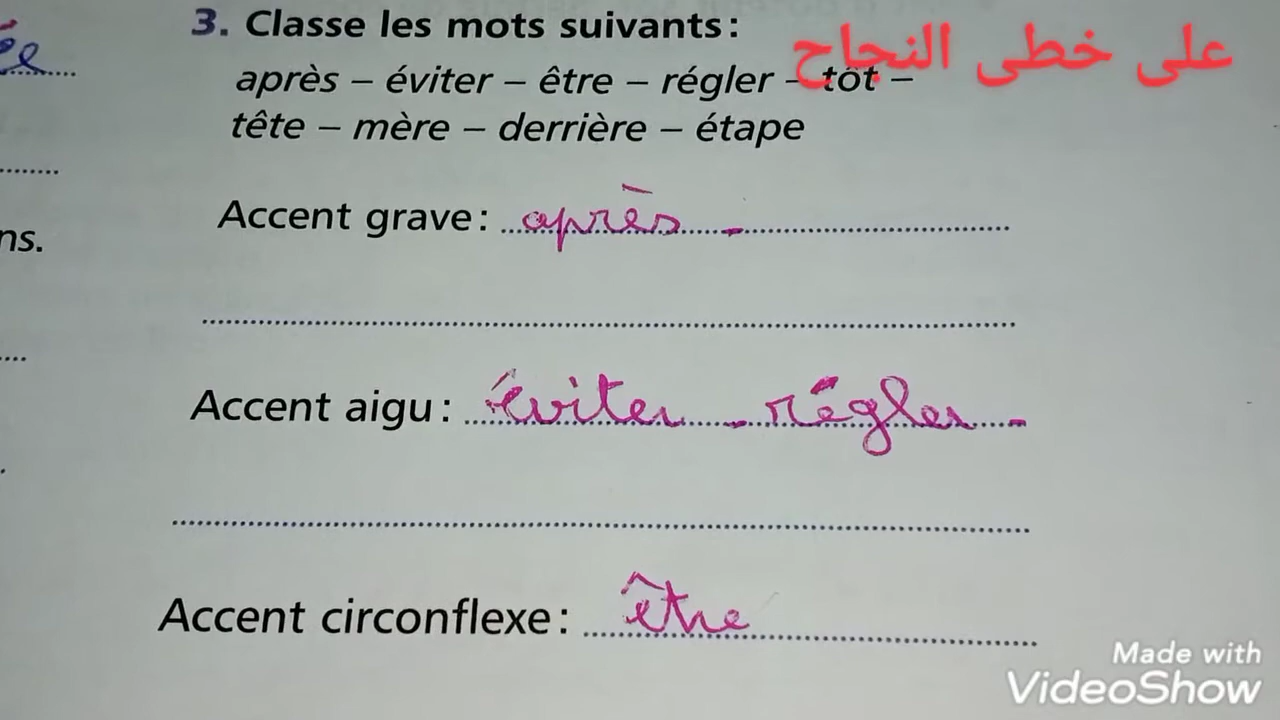 ée
3. Classe les mots suivants :
على خطى النجاح
après – éviter – être – régler – tôt –
tête – mère – derrière – étape
Accent grave : après -
ns.
Accent aigu : éviter - régler -
Accent circonflexe : être
Made with
VideoShow